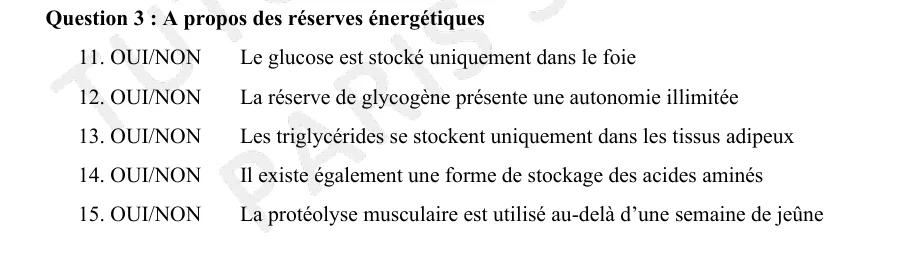 Question 3 : A propos des réserves énergétiques
11. OUI/NON Le glucose est stocké uniquement dans le foie
12. OUI/NON La réserve de glycogène présente une autonomie illimitée
13. OUI/NON Les triglycérides se stockent uniquement dans les tissus adipeux
14. OUI/NON Il existe également une forme de stockage des acides aminés
15. OUI/NON La protéolyse musculaire est utilisé au-delà d’une semaine de jeûne